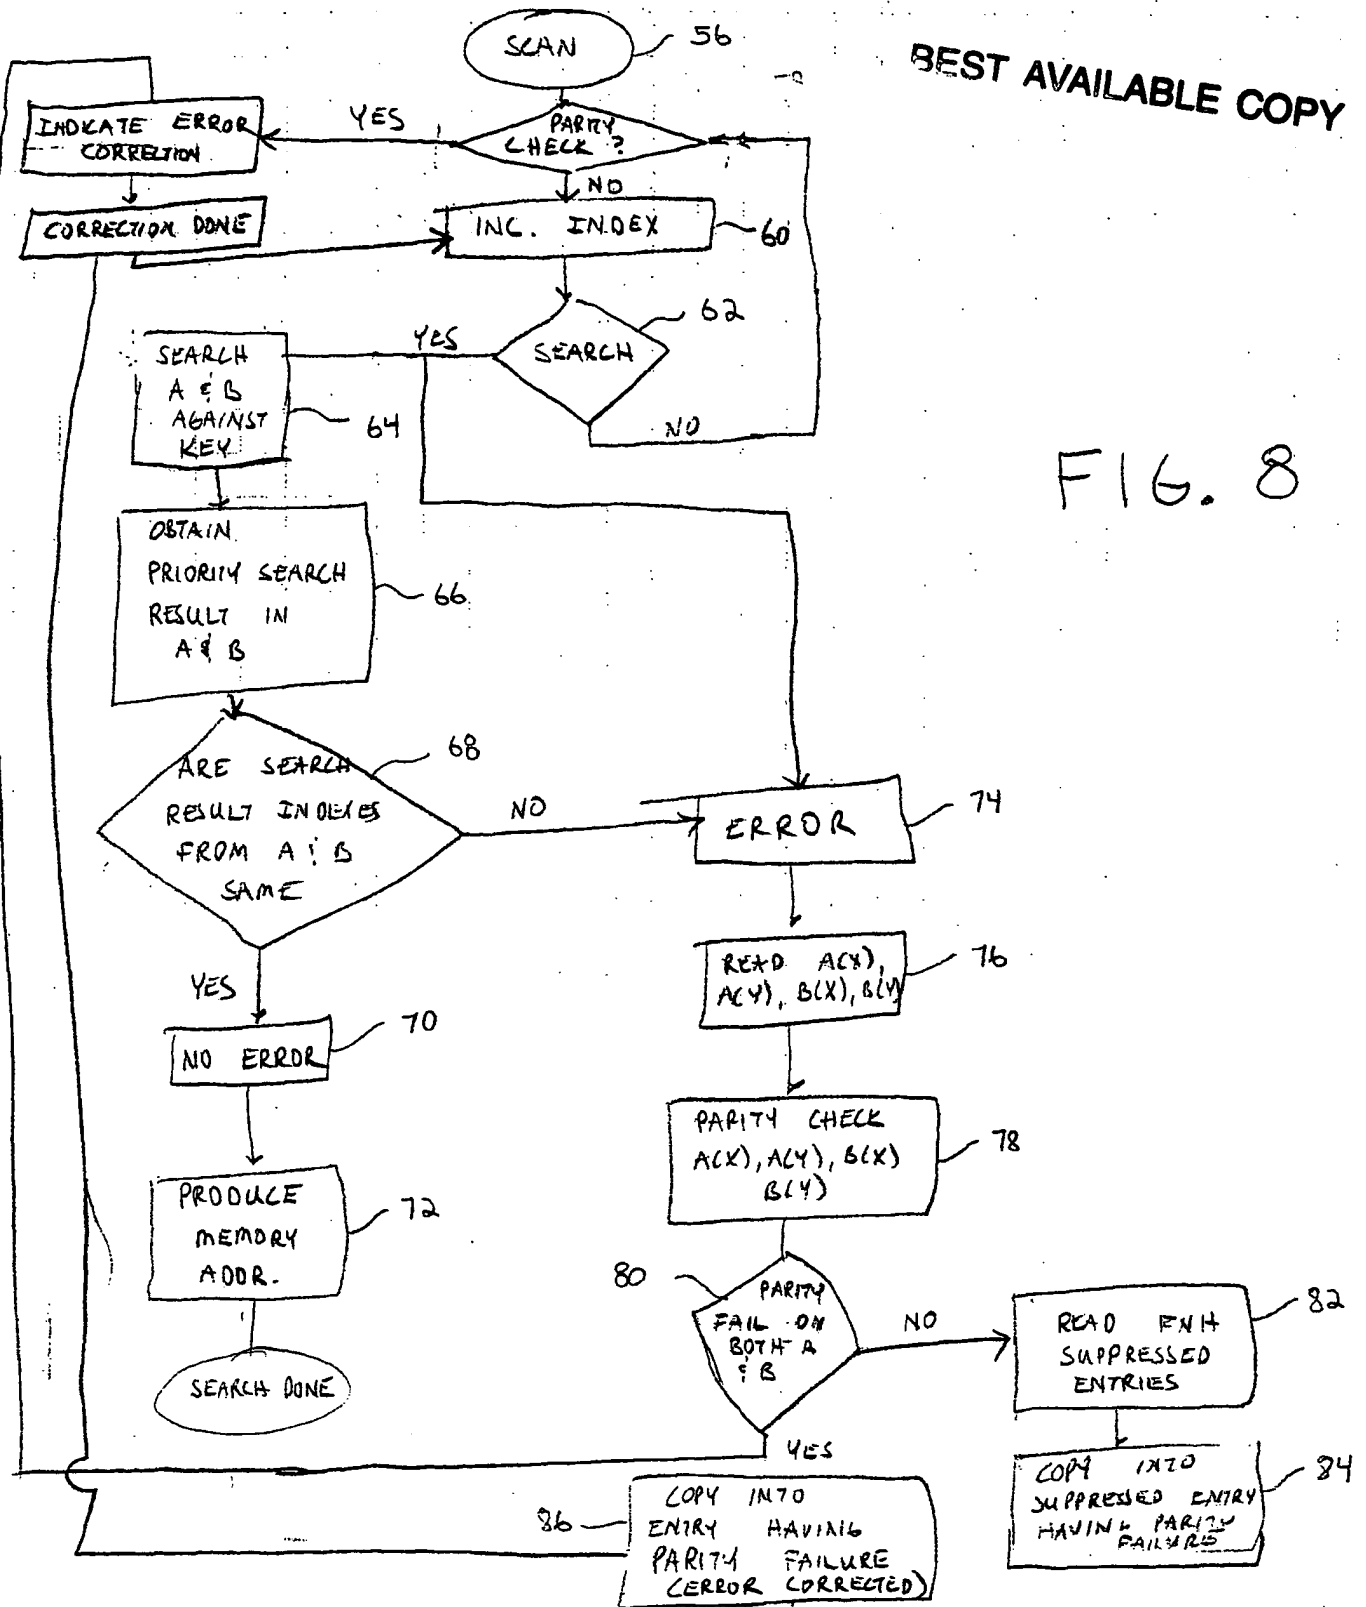 SCAN
56
BEST AVAILABLE COPY
PARITY
CHECK ?
YES
INDICATE ERROR
CORRECTION
NO
CORRECTION DONE
INC. INDEX
60
62
SEARCH
YES
NO
SEARCH
A & B
AGAINST
KEY
64
FIG. 8
OBTAIN
PRIORITY SEARCH
RESULT IN
A & B
66
68
ARE SEARCH
RESULT INDEXES
FROM A & B
SAME
NO
ERROR
74
READ A(X),
A(Y), B(X), B(Y)
76
YES
NO ERROR
70
PARITY CHECK
A(X), A(Y), B(X)
B(Y)
78
PRODUCE
MEMORY
ADDR.
72
80
PARITY
FAIL ON
BOTH A
& B
NO
READ
SUPPRESSED
ENTRIES
82
SEARCH DONE
YES
COPY INTO
SUPPRESSED ENTRY
HAVING PARITY
FAILURE
84
86
COPY INTO
ENTRY HAVING
PARITY FAILURE
(ERROR CORRECTED)